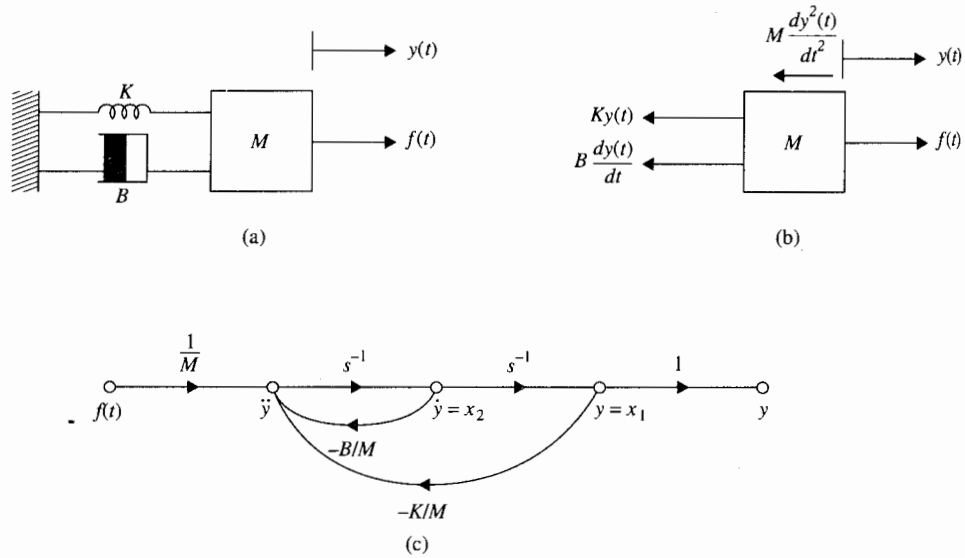 y(t)
K
M
f(t)
B
(a)
M dy²(t)/dt²
y(t)
Ky(t)
B dy(t)/dt
M
f(t)
(b)
1/M
s⁻¹
s⁻¹
1
f(t)
ÿ
ẏ = x₂
y = x₁
y
–B/M
–K/M
(c)